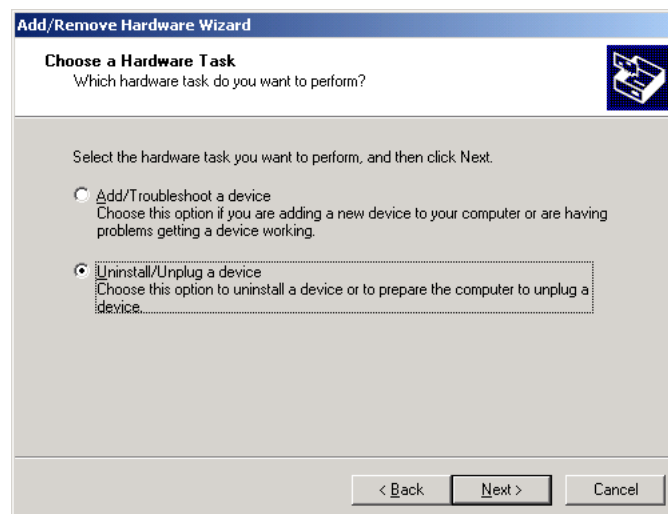 Add/Remove Hardware Wizard
Choose a Hardware Task
Which hardware task do you want to perform?
Select the hardware task you want to perform, and then click Next.
Add/Troubleshoot a device
Choose this option if you are adding a new device to your computer or are having
problems getting a device working.
Uninstall/Unplug a device
Choose this option to uninstall a device or to prepare the computer to unplug a
device.
< Back Next > Cancel